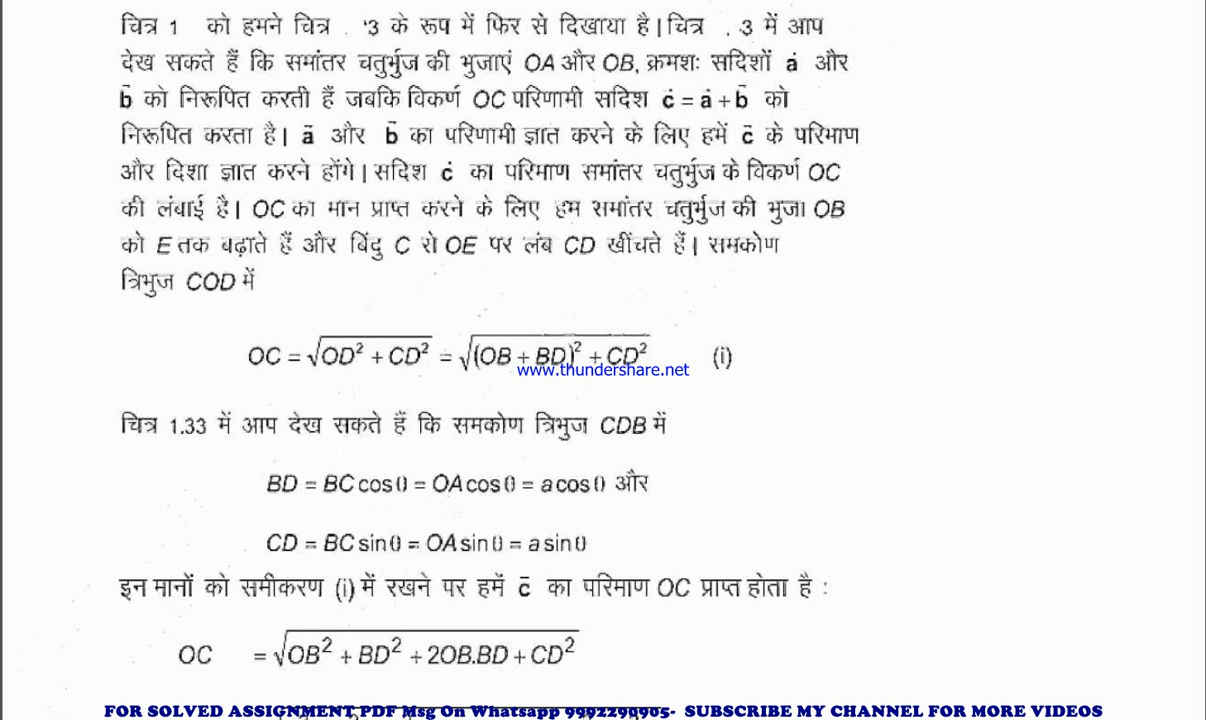 चित्र 1 को हमने चित्र . '3 के रूप में फिर से दिखाया है|चित्र . 3 में आप
देख सकते हैं कि समांतर चतुर्भुज की भुजाएं OA और OB, क्रमशः सदिशों a और
b को निरूपित करती हैं जबकि विकर्ण OC परिणामी सदिश c = a + b को
निरूपित करता है| a और b का परिणामी ज्ञात करने के लिए हमें c के परिमाण
और दिशा ज्ञात करने होंगे| सदिश c का परिमाण समांतर चतुर्भुज के विकर्ण OC
की लंबाई है| OC का मान प्राप्त करने के लिए हम समांतर चतुर्भुज की भुजा OB
को E तक बढ़ाते हैं और बिंदु C से OE पर लंब CD खींचते हैं| समकोण
त्रिभुज COD में
OC = √(OD² + CD²) = √((OB + BD)² + CD²) (i)
www.thundershare.net
चित्र 1.33 में आप देख सकते हैं कि समकोण त्रिभुज CDB में
BD = BC cos θ = OA cos θ = a cos θ और
CD = BC sin θ = OA sin θ = a sin θ
इन मानों को समीकरण (i) में रखने पर हमें c̄ का परिमाण OC प्राप्त होता है :
OC = √(OB² + BD² + 2OB.BD + CD²)
FOR SOLVED ASSIGNMENT PDF Msg On Whatsapp 9992290905- SUBSCRIBE MY CHANNEL FOR MORE VIDEOS